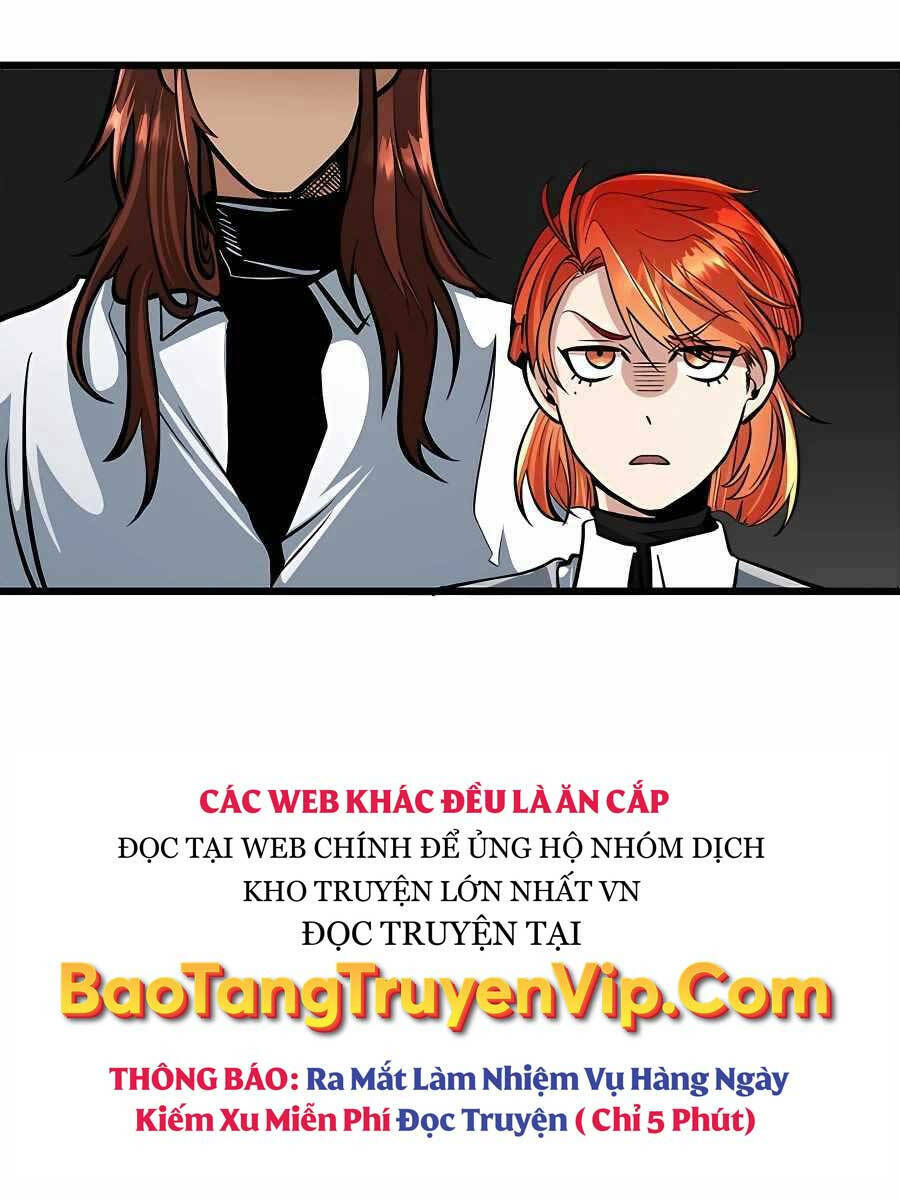 CÁC WEB KHÁC ĐỀU LÀ ĂN CẮP
ĐỌC TẠI WEB CHÍNH ĐỂ ỦNG HỘ NHÓM DỊCH
KHO TRUYỆN LỚN NHẤT VN
ĐỌC TRUYỆN TẠI
BaoTangTruyenVip.Com
THÔNG BÁO: Ra Mắt Làm Nhiệm Vụ Hàng Ngày
Kiếm Xu Miễn Phí Đọc Truyện ( Chỉ 5 Phút)